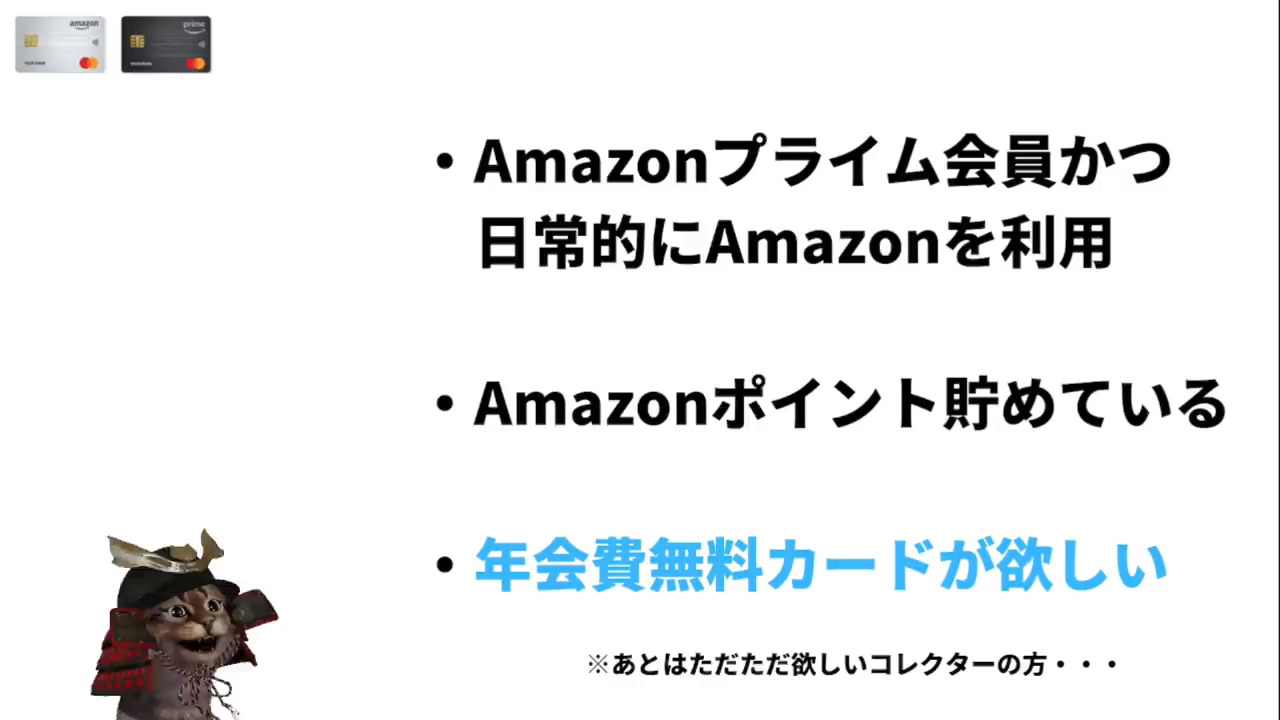 amazon
prime
・Amazonプライム会員かつ
日常的にAmazonを利用
・Amazonポイント貯めている
・年会費無料カードが欲しい
※あとはただただ欲しいコレクターの方・・・